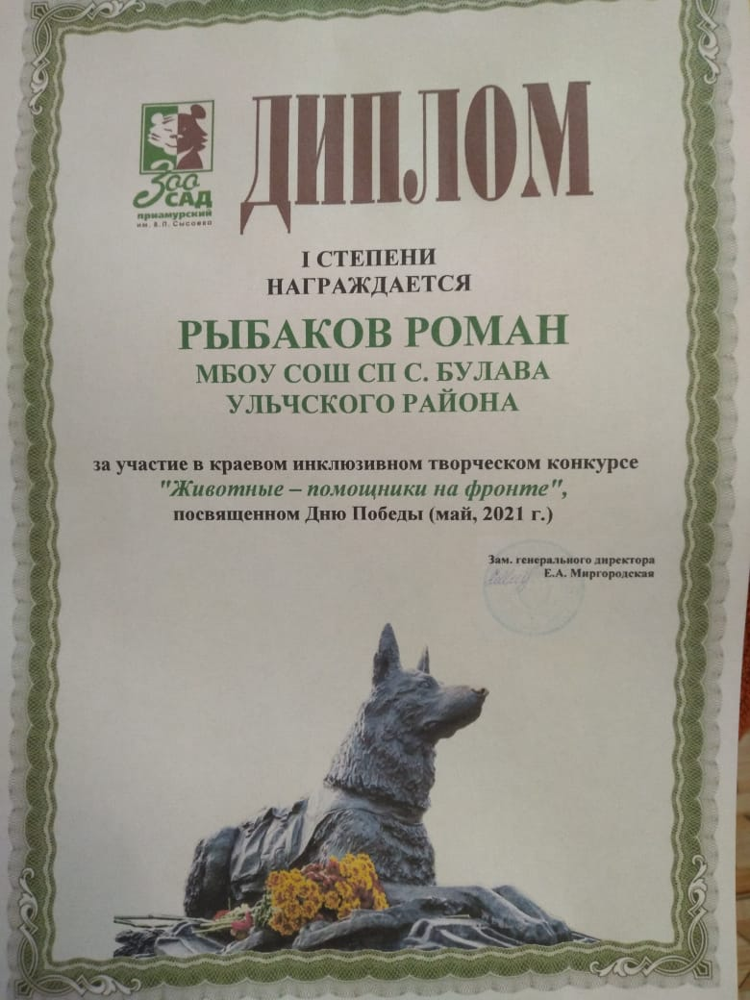 Зоо
САД
приамурский
им. В.П. Сысоева
ДИПЛОМ
I СТЕПЕНИ
НАГРАЖДАЕТСЯ
РЫБАКОВ РОМАН
МБОУ СОШ СП С. БУЛАВА
УЛЬЧСКОГО РАЙОНА
за участие в краевом инклюзивном творческом конкурсе
"Животные – помощники на фронте",
посвященном Дню Победы (май, 2021 г.)
Зам. генерального директора
Е.А. Миргородская